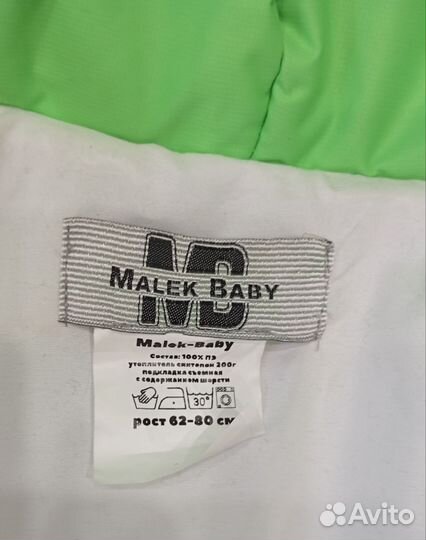 MB
MALEK BABY
Malek-Baby
Состав: 100% ПЭ
утеплитель синтепон 200г
подкладка съемная
с содержанием шерсти
30°
рост 62-80 см
Avito